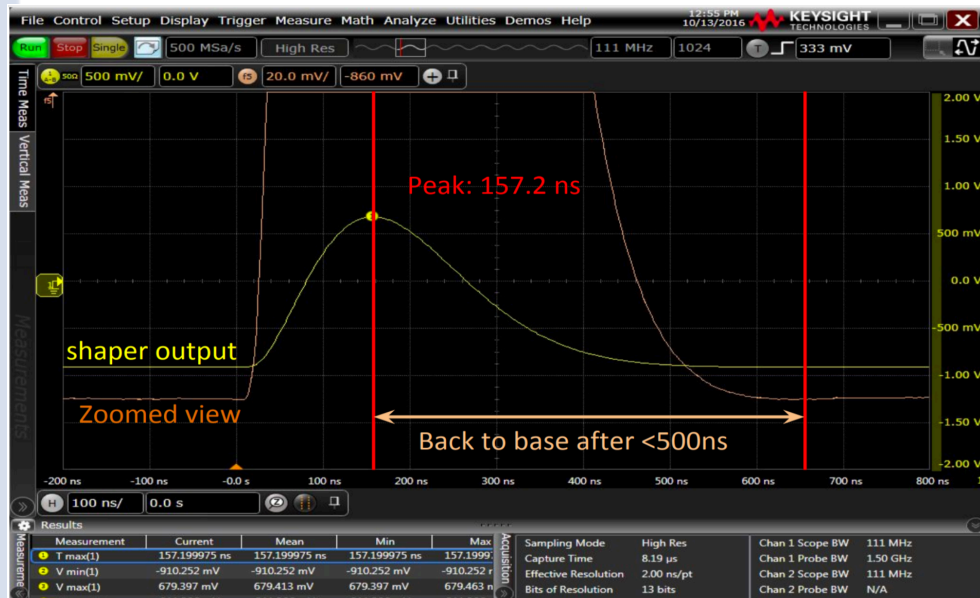 File Control Setup Display Trigger Measure Math Analyze Utilities Demos Help
12:55 PM
10/13/2016
KEYSIGHT
TECHNOLOGIES
Run Stop Single 500 MSa/s High Res 111 MHz 1024 T 333 mV
Time Meas
Vertical Meas
Measurements
50Ω 500 mV/ 0.0 V f5 20.0 mV/ -860 mV
f5
2.00 V
1.50 V
1.00 V
500 mV
0.0 V
-500 mV
-1.00 V
-1.50 V
-2.00 V
Peak: 157.2 ns
shaper output
Zoomed view
Back to base after <500ns
-200 ns -100 ns -0.0 s 100 ns 200 ns 300 ns 400 ns 500 ns 600 ns 700 ns 800 ns
H 100 ns/ 0.0 s
Results
Measurement Current Mean Min Max
T max(1) 157.199975 ns 157.199975 ns 157.199975 ns 157.1999
V min(1) -910.252 mV -910.252 mV -910.252 mV -910.252
V max(1) 679.397 mV 679.413 mV 679.397 mV 679.463
Acquisition
Sampling Mode High Res
Capture Time 8.19 µs
Effective Resolution 2.00 ns/pt
Bits of Resolution 13 bits
Chan 1 Scope BW 111 MHz
Chan 1 Probe BW 1.50 GHz
Chan 2 Scope BW 111 MHz
Chan 2 Probe BW N/A